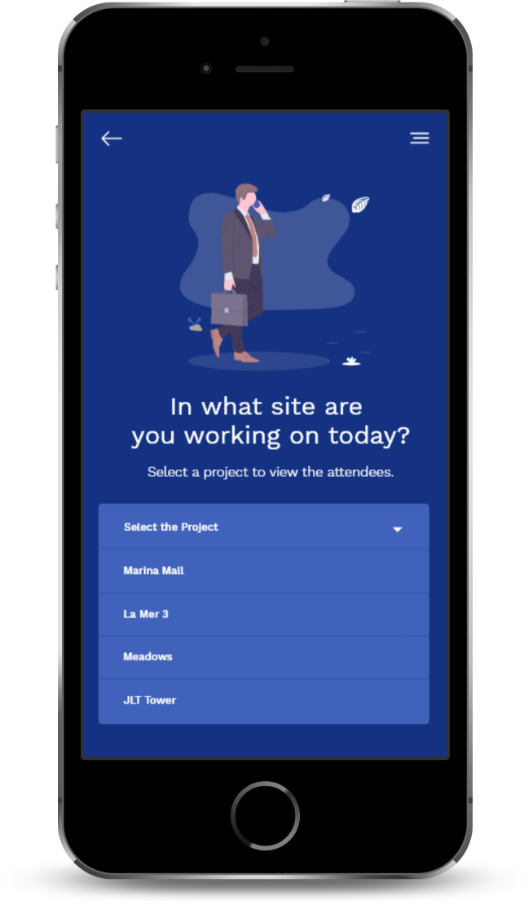 In what site are
you working on today?
Select a project to view the attendees.
Select the Project
Marina Mall
La Mer 3
Meadows
JLT Tower